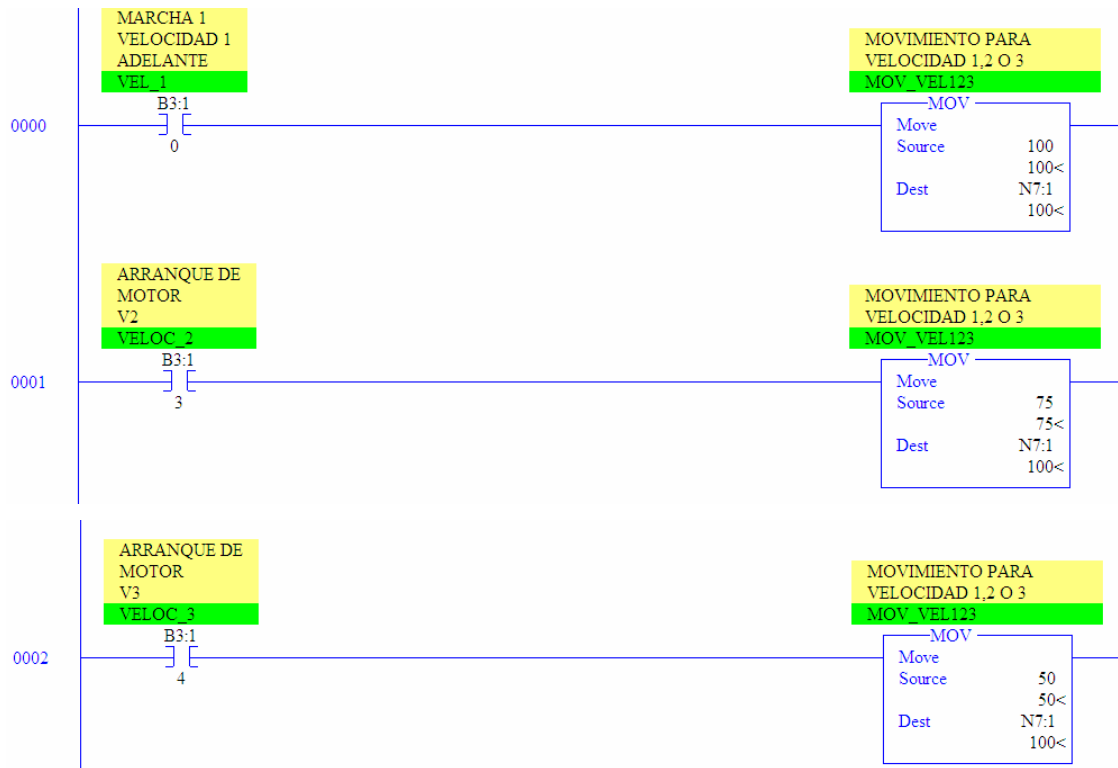 MARCHA 1
VELOCIDAD 1
ADELANTE
VEL_1
B3:1
0
0000
MOVIMIENTO PARA
VELOCIDAD 1,2 O 3
MOV_VEL123
MOV
Move
Source 100
100<
Dest N7:1
100<
ARRANQUE DE
MOTOR
V2
VELOC_2
B3:1
3
0001
MOVIMIENTO PARA
VELOCIDAD 1,2 O 3
MOV_VEL123
MOV
Move
Source 75
75<
Dest N7:1
100<
ARRANQUE DE
MOTOR
V3
VELOC_3
B3:1
4
0002
MOVIMIENTO PARA
VELOCIDAD 1,2 O 3
MOV_VEL123
MOV
Move
Source 50
50<
Dest N7:1
100<